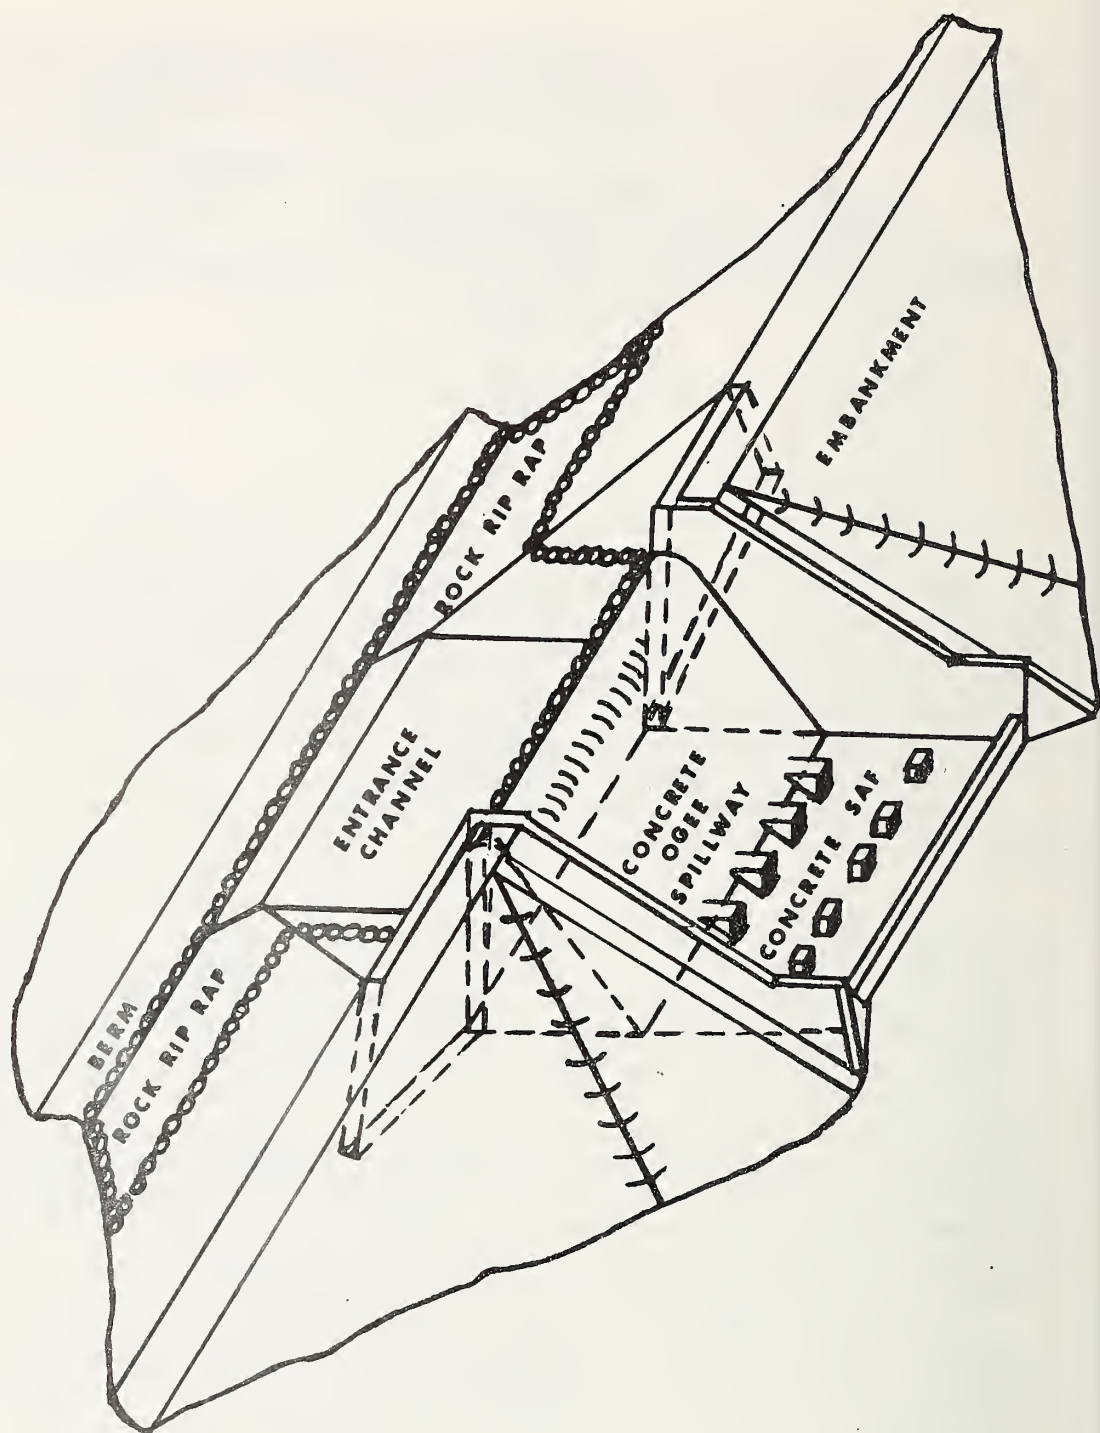 BERM
ROCK RIP RAP
ROCK RIP RAP
ENTRANCE
CHANNEL
EMBANKMENT
CONCRETE
OGEE
SPILLWAY
CONCRETE SAF